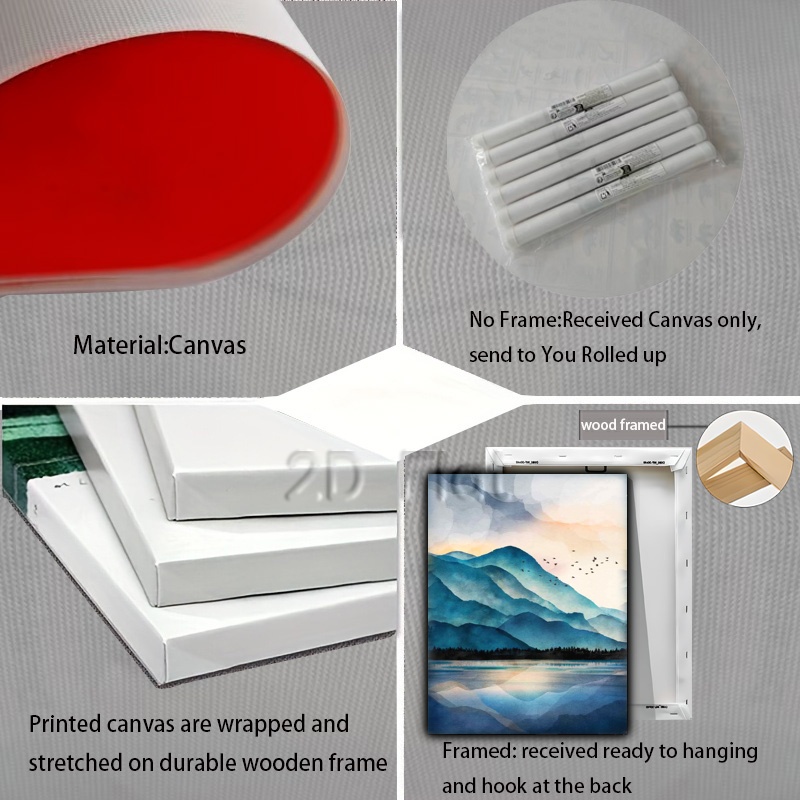 Material:Canvas
No Frame:Received Canvas only,
send to You Rolled up
2D
wood framed
Printed canvas are wrapped and
stretched on durable wooden frame
Framed: received ready to hanging
and hook at the back